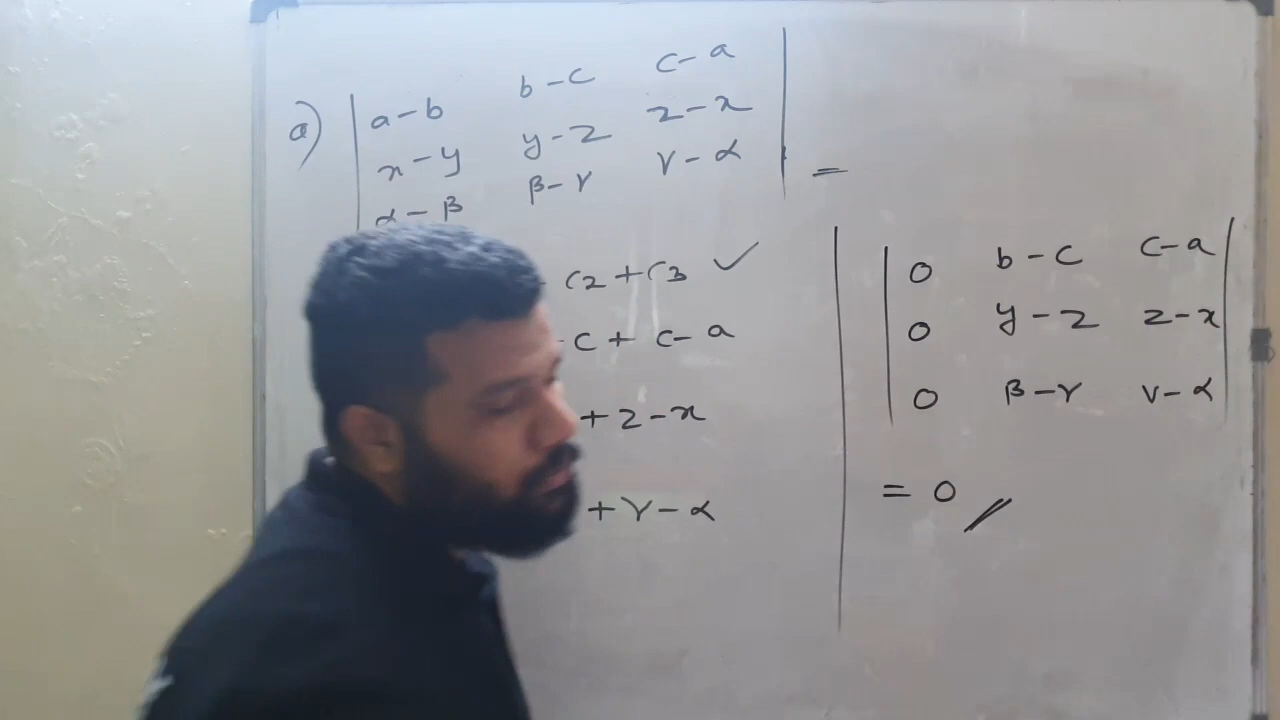 a) | a-b b-c c-a |
x-y y-z z-x
α-β β-γ γ-α =
C2+C3 ✓
-c+c-a
+z-x
+γ-α
| 0 b-c c-a |
0 y-z z-x
0 β-γ γ-α
= 0 //